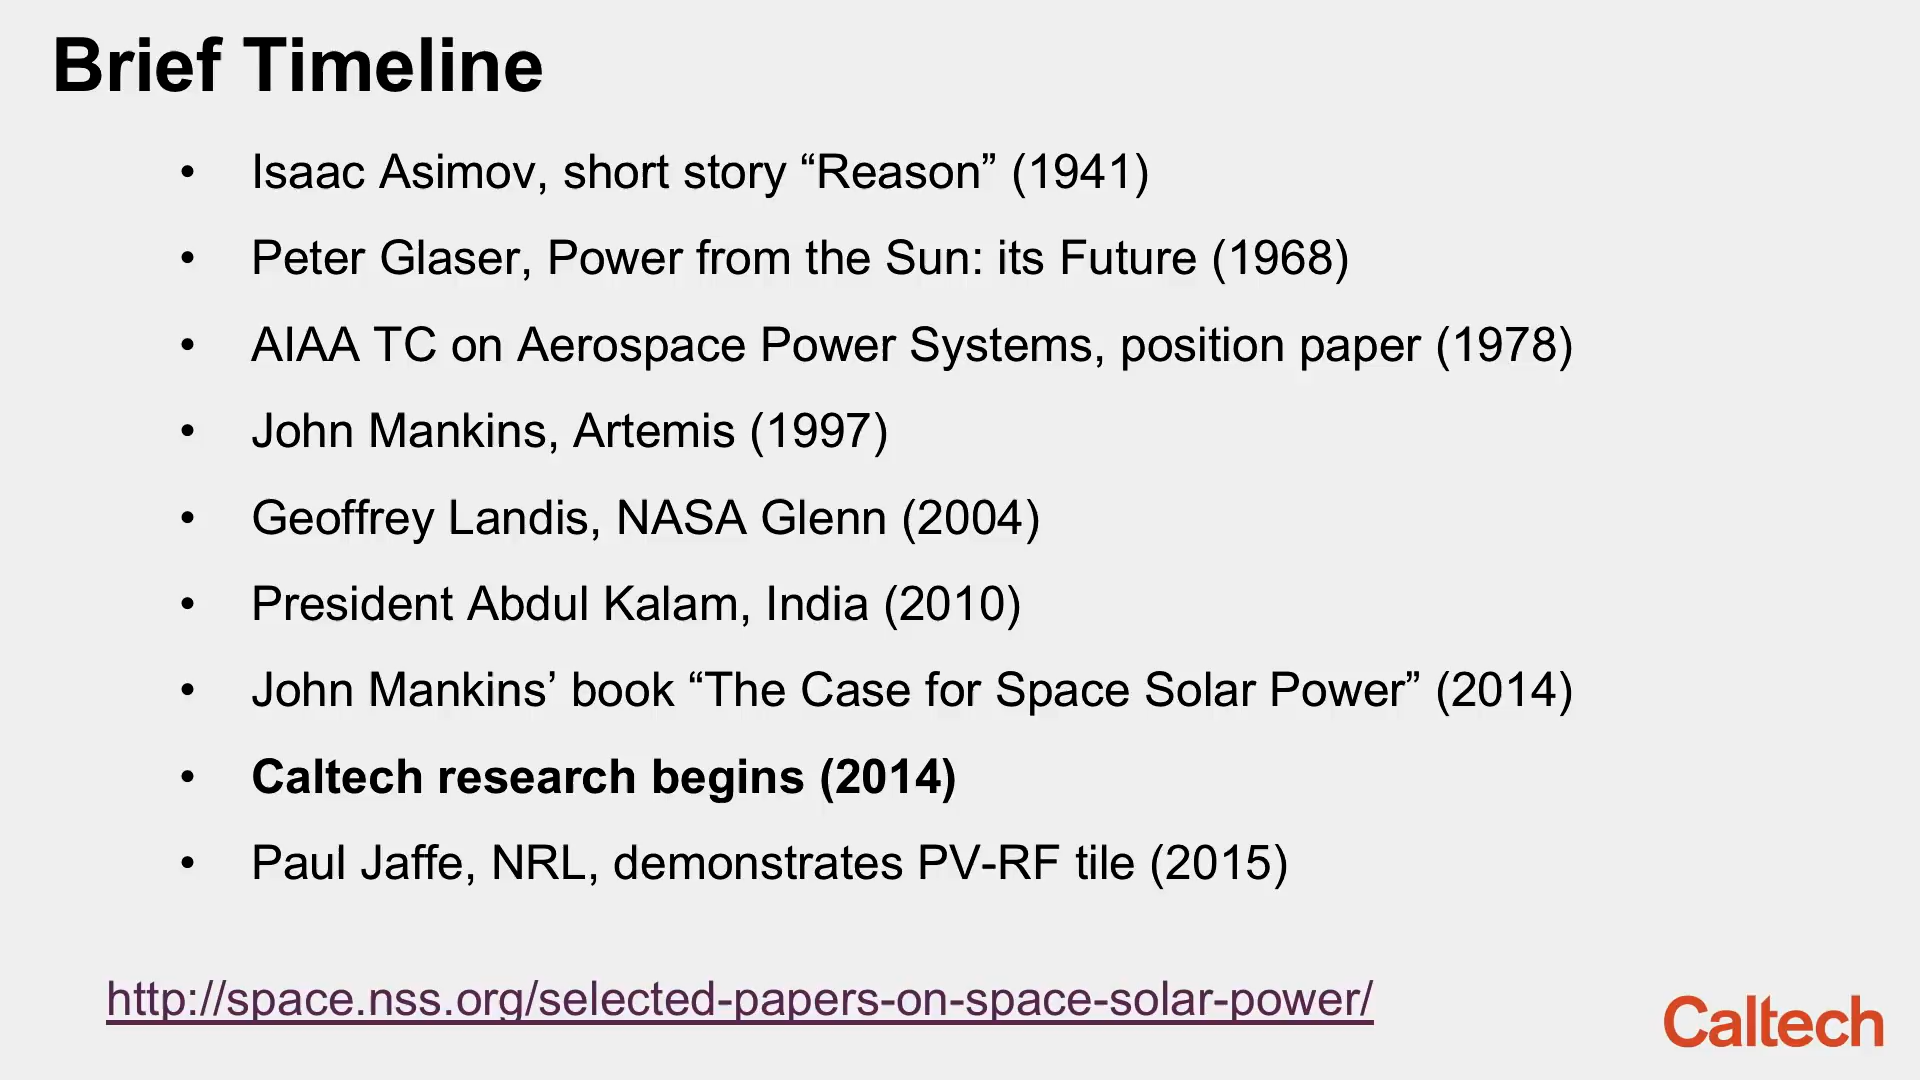 Brief Timeline
• Isaac Asimov, short story “Reason” (1941)
• Peter Glaser, Power from the Sun: its Future (1968)
• AIAA TC on Aerospace Power Systems, position paper (1978)
• John Mankins, Artemis (1997)
• Geoffrey Landis, NASA Glenn (2004)
• President Abdul Kalam, India (2010)
• John Mankins’ book “The Case for Space Solar Power” (2014)
• Caltech research begins (2014)
• Paul Jaffe, NRL, demonstrates PV-RF tile (2015)
http://space.nss.org/selected-papers-on-space-solar-power/
Caltech